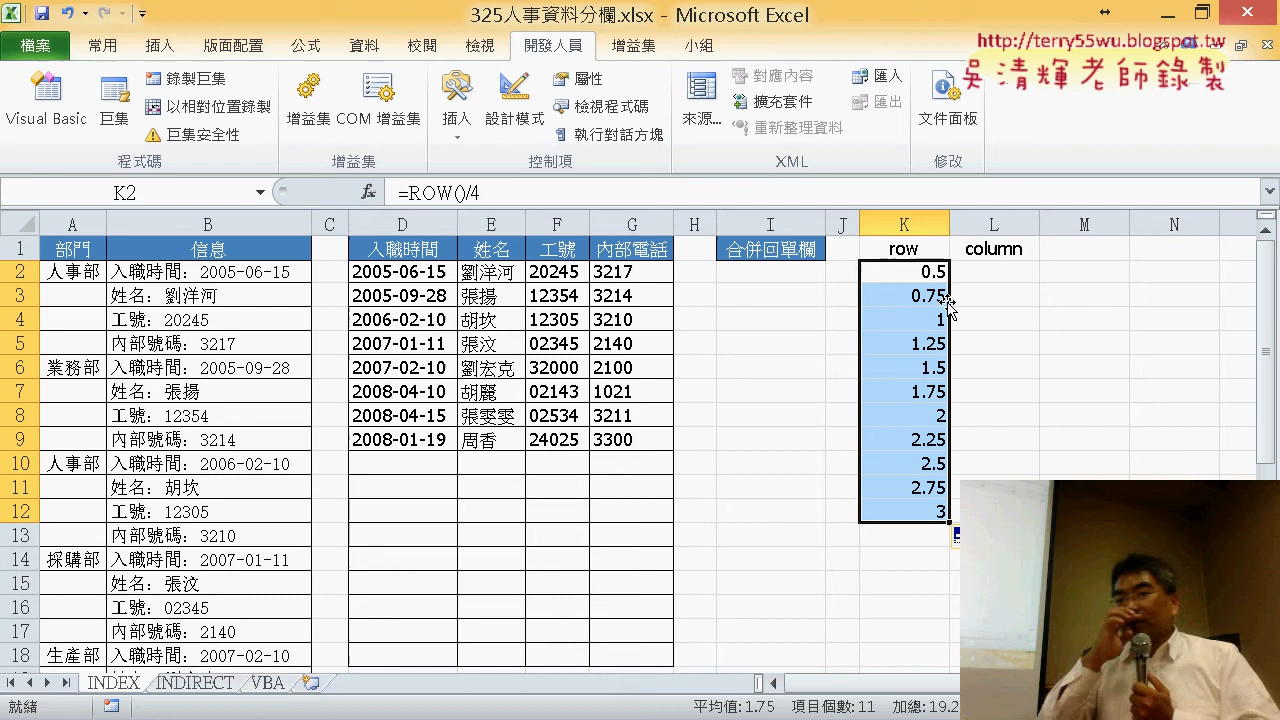 325人事資料分欄.xlsx - Microsoft Excel
http://terry55wu.blogspot.tw
吳清輝老師錄製
檔案 常用 插入 版面配置 公式 資料 校閱 檢視 開發人員 增益集 小組
Visual Basic 巨集 錄製巨集 以相對位置錄製 巨集安全性 程式碼
增益集 COM 增益集 增益集
插入 設計模式 屬性 檢視程式碼 執行對話方塊 控制項
來源... 對應內容 擴充套件 重新整理資料 匯入 匯出 XML
文件面板 修改
K2 fx =ROW()/4
A B C D E F G H I J K L M N
1 部門 信息 入職時間 姓名 工號 內部電話 合併回單欄 row column
2 人事部 入職時間：2005-06-15 2005-06-15 劉洋河 20245 3217 0.5
3 姓名：劉洋河 2005-09-28 張揚 12354 3214 0.75
4 工號：20245 2006-02-10 胡坎 12305 3210 1
5 內部號碼：3217 2007-01-11 張汶 02345 2140 1.25
6 業務部 入職時間：2005-09-28 2007-02-10 劉宏克 32000 2100 1.5
7 姓名：張揚 2008-04-10 胡麗 02143 1021 1.75
8 工號：12354 2008-04-15 張雯雯 02534 3211 2
9 內部號碼：3214 2008-01-19 周香 24025 3300 2.25
10 人事部 入職時間：2006-02-10 2.5
11 姓名：胡坎 2.75
12 工號：12305 3
13 內部號碼：3210
14 採購部 入職時間：2007-01-11
15 姓名：張汶
16 工號：02345
17 內部號碼：2140
18 生產部 入職時間：2007-02-10
INDEX INDIRECT VBA
就緒 平均值：1.75 項目個數：11 加總：19.2